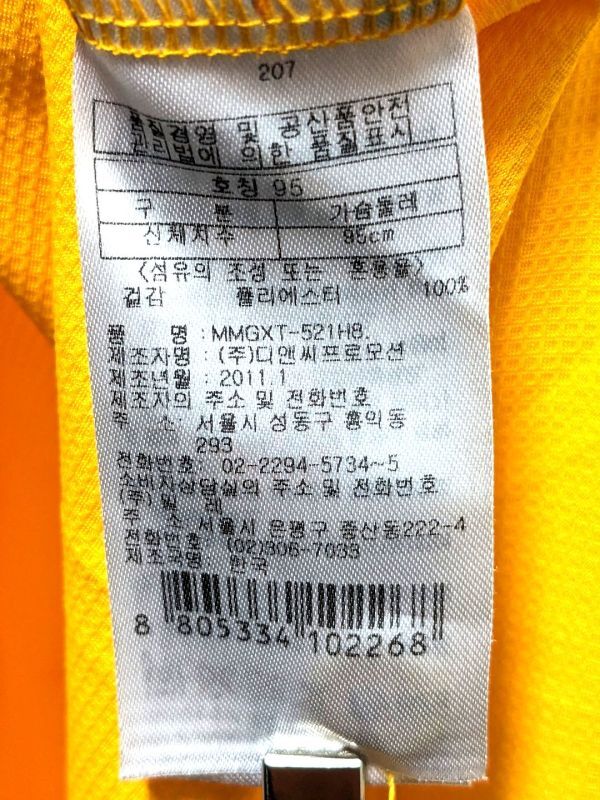 207
품질경영 및 공산품안전
관리법에 의한 품질표시
호칭 95
구 분 가슴둘레
신체치수 95cm
<섬유의 조성 또는 혼용율>
겉감 폴리에스터 100%
품 명 : MMGXT-521H8.
제조자명 : (주)디앤씨프로모션
제조년월 : 2011.1
제조자의 주소 및 전화번호
주 소: 서울시 성동구 홍익동
293
전화번호: 02-2294-5734~5
소비자상담실의 주소 및 전화번호
(주) 밀 레
주 소 서울시 은평구 증산동222-4
전화번호 (02)306-7033
제조국명 한국
8 805334 102268